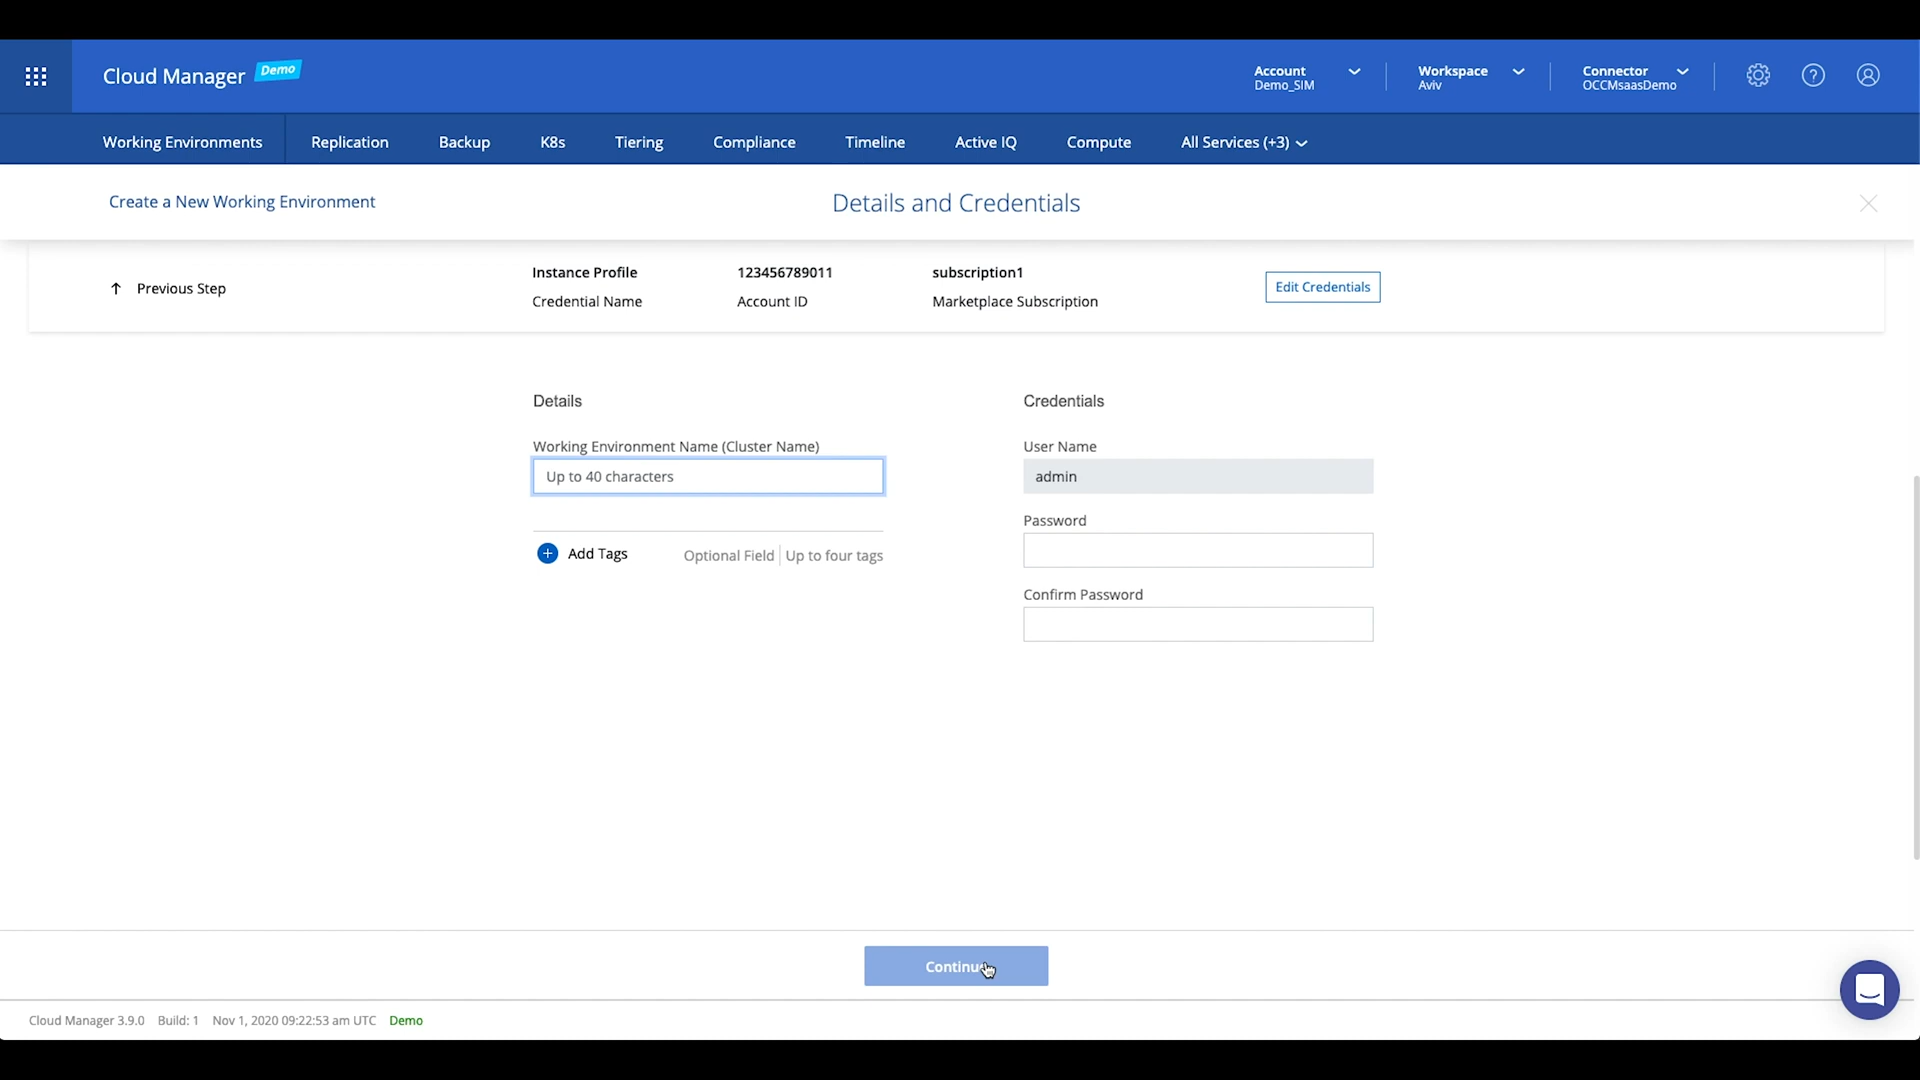 Cloud Manager Demo
Account
Demo_SIM
Workspace
Aviv
Connector
OCCMsaasDemo
Working Environments Replication Backup K8s Tiering Compliance Timeline Active IQ Compute All Services (+3)
Create a New Working Environment
Details and Credentials
Previous Step
Instance Profile 123456789011 subscription1
Credential Name Account ID Marketplace Subscription
Edit Credentials
Details
Working Environment Name (Cluster Name)
Up to 40 characters
Add Tags Optional Field Up to four tags
Credentials
User Name
admin
Password
Confirm Password
Continue
Cloud Manager 3.9.0 Build: 1 Nov 1, 2020 09:22:53 am UTC Demo